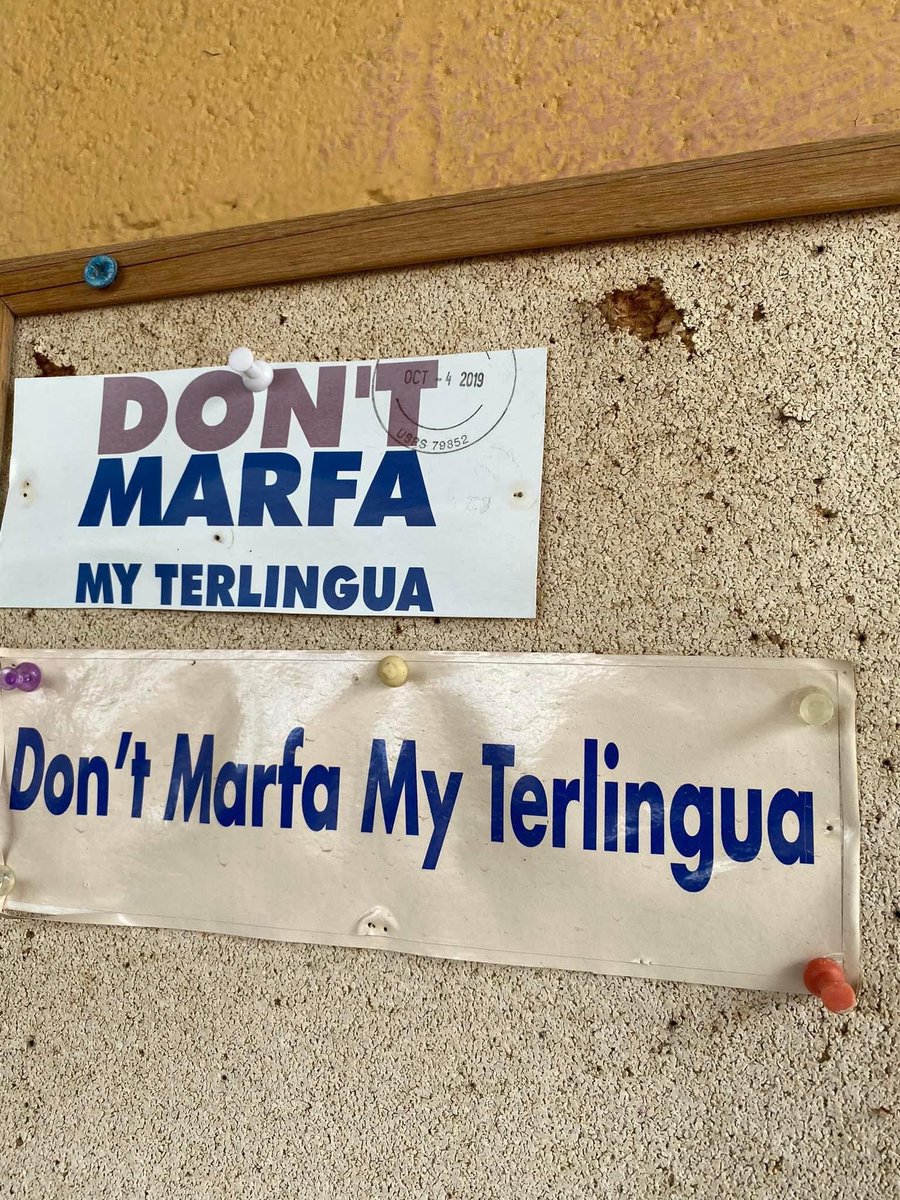 DON'T
OCT - 4 2019
USPS 79852
MARFA
MY TERLINGUA
Don't Marfa My Terlingua